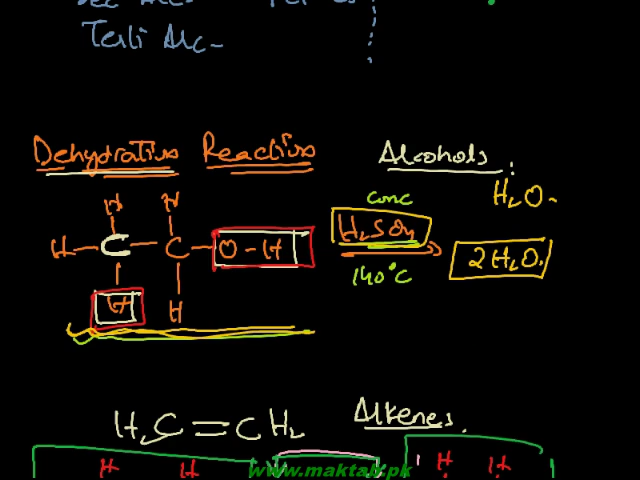 Terti Alc-
Dehydration Reaction Alcohols:
H H conc H2O.
H - C - C - O - H H2SO4 2H2O.
140°C
H H
H2C = CH2 Alkenes.
H H H H
www.maktab.pk